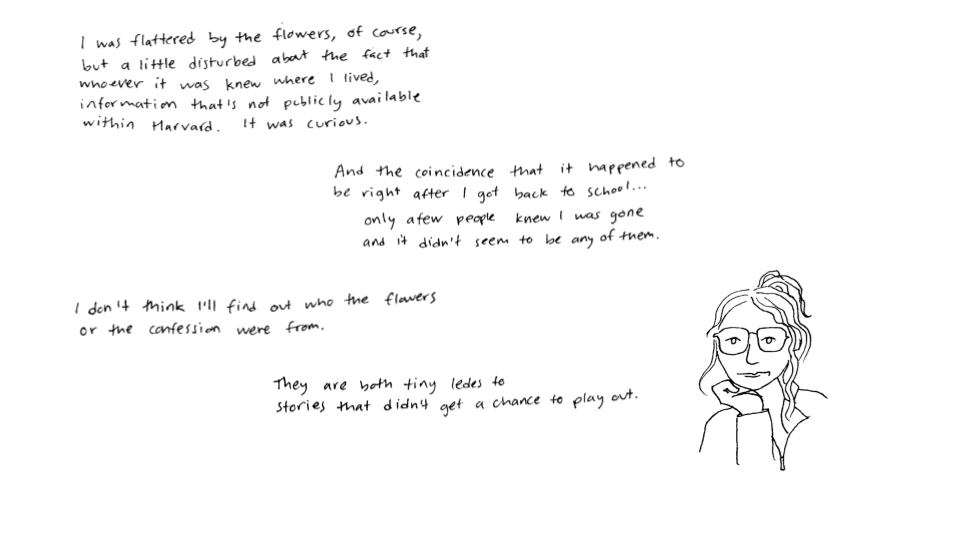 I was flattered by the flowers, of course,
but a little disturbed about the fact that
whoever it was knew where I lived,
information that's not publicly available
within Harvard. It was curious.
And the coincidence that it happened to
be right after I got back to school...
only a few people knew I was gone
and it didn't seem to be any of them.
I don't think I'll find out who the flowers
or the confession were from.
They are both tiny ledes to
stories that didn't get a chance to play out.